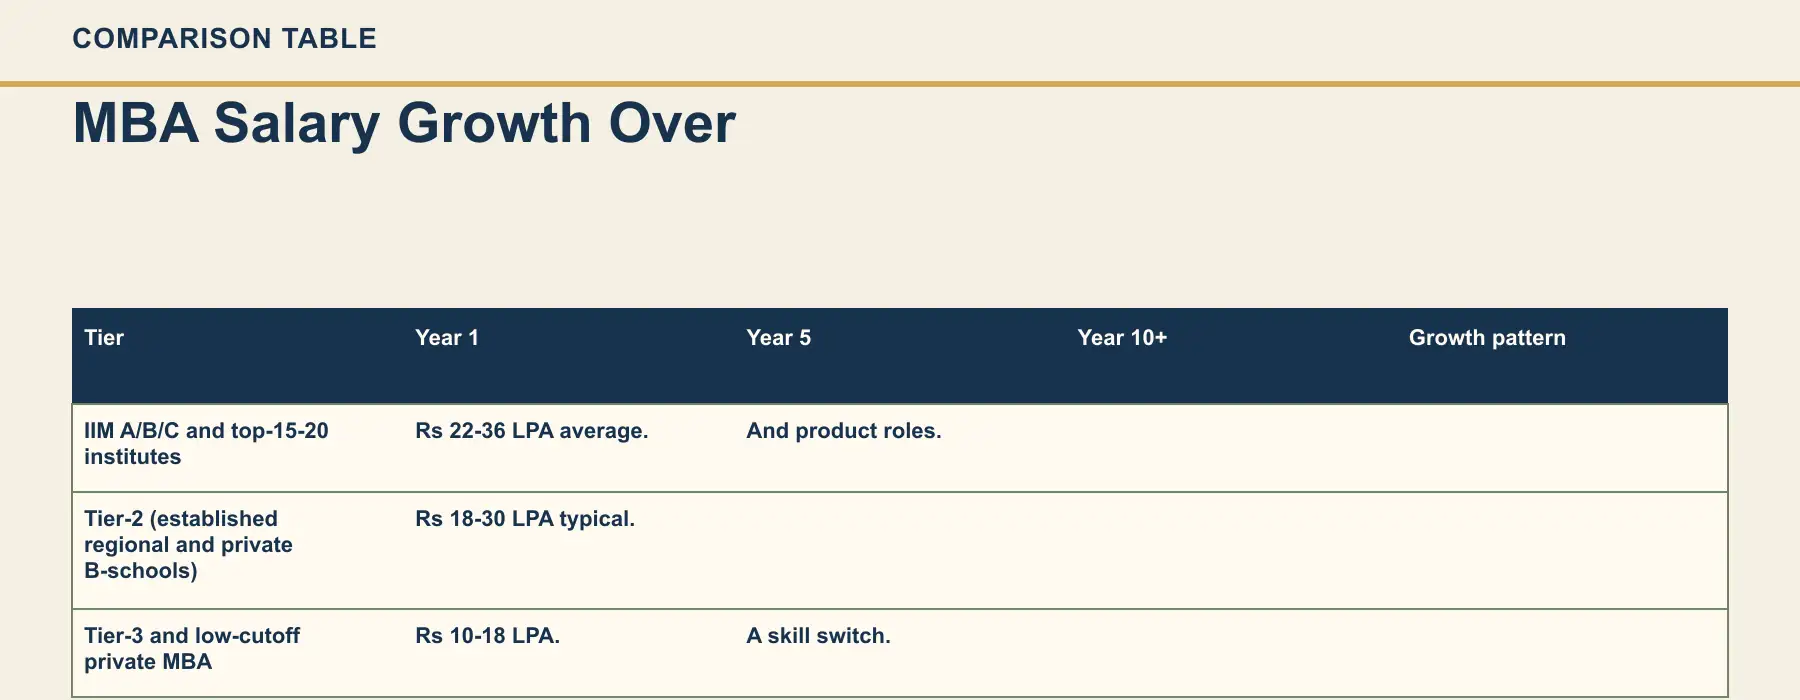 COMPARISON TABLE
MBA Salary Growth Over
Tier Year 1 Year 5 Year 10+ Growth pattern
IIM A/B/C and top-15-20 Rs 22-36 LPA average. And product roles.
institutes
Tier-2 (established Rs 18-30 LPA typical.
regional and private
B-schools)
Tier-3 and low-cutoff Rs 10-18 LPA. A skill switch.
private MBA